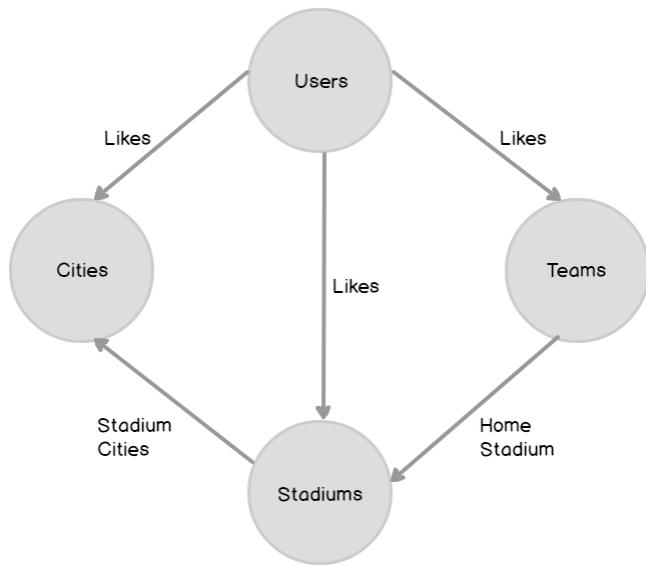 Users
Likes
Likes
Cities
Teams
Likes
Stadium
Cities
Home
Stadium
Stadiums